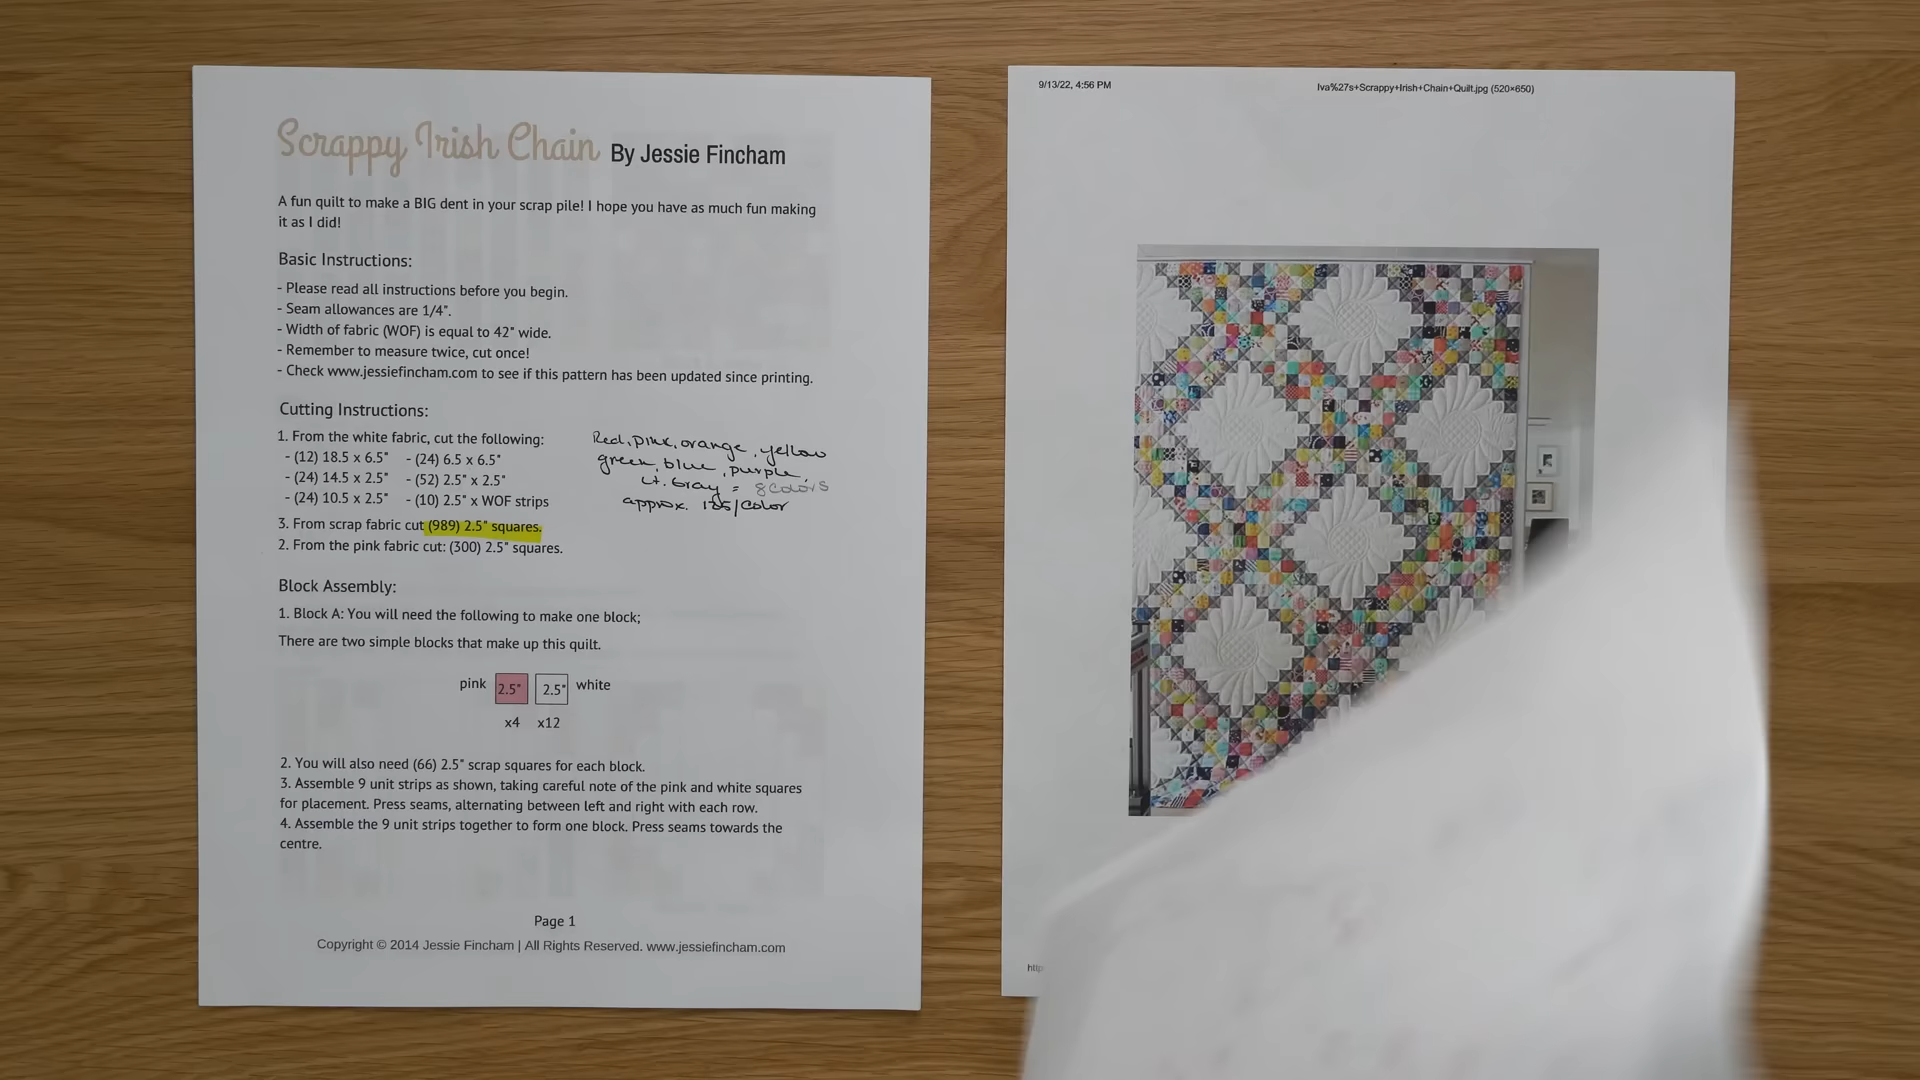 Scrappy Irish Chain By Jessie Fincham
A fun quilt to make a BIG dent in your scrap pile! I hope you have as much fun making
it as I did!
Basic Instructions:
- Please read all instructions before you begin.
- Seam allowances are 1/4".
- Width of fabric (WOF) is equal to 42" wide.
- Remember to measure twice, cut once!
- Check www.jessiefincham.com to see if this pattern has been updated since printing.
Cutting Instructions:
1. From the white fabric, cut the following:
- (12) 18.5 x 6.5" - (24) 6.5 x 6.5"
- (24) 14.5 x 2.5" - (52) 2.5" x 2.5"
- (24) 10.5 x 2.5" - (10) 2.5" x WOF strips
3. From scrap fabric cut (989) 2.5" squares.
2. From the pink fabric cut: (300) 2.5" squares.
Red, pink, orange, yellow
green, blue, purple,
Lt. Gray = 8 colors
approx. 125/color
Block Assembly:
1. Block A: You will need the following to make one block;
There are two simple blocks that make up this quilt.
pink 2.5" 2.5" white
x4 x12
2. You will also need (66) 2.5" scrap squares for each block.
3. Assemble 9 unit strips as shown, taking careful note of the pink and white squares
for placement. Press seams, alternating between left and right with each row.
4. Assemble the 9 unit strips together to form one block. Press seams towards the
centre.
Page 1
Copyright © 2014 Jessie Fincham | All Rights Reserved. www.jessiefincham.com
9/13/22, 4:56 PM
Iva%27s+Scrappy+Irish+Chain+Quilt.jpg (520×650)
http